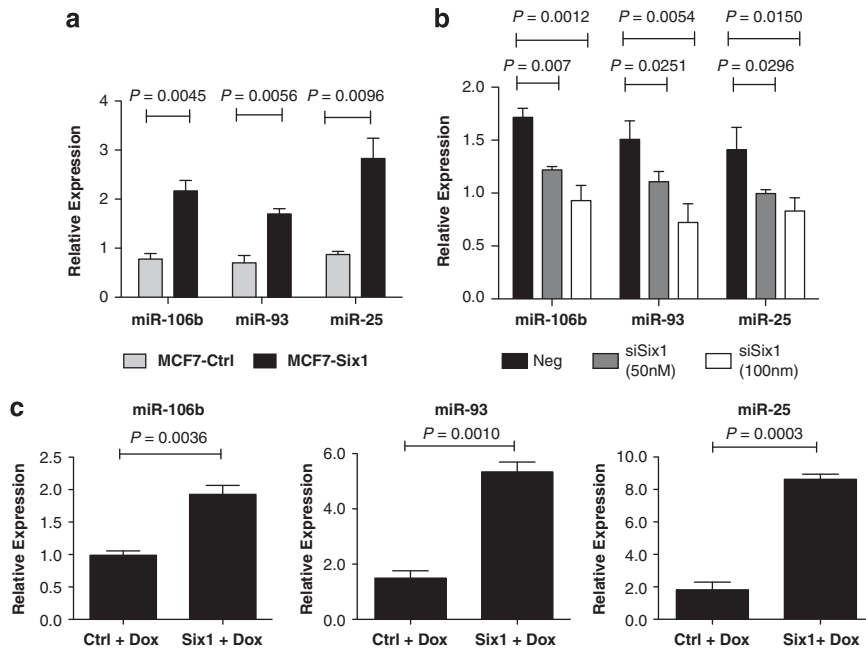 a
P = 0.0045 P = 0.0056 P = 0.0096
Relative Expression
4
3
2
1
0
miR-106b miR-93 miR-25
MCF7-Ctrl MCF7-Six1
b
P = 0.0012 P = 0.0054 P = 0.0150
P = 0.007 P = 0.0251 P = 0.0296
Relative Expression
2.0
1.5
1.0
0.5
0.0
miR-106b miR-93 miR-25
Neg siSix1 (50nM) siSix1 (100nm)
c
miR-106b
P = 0.0036
Relative Expression
2.5
2.0
1.5
1.0
0.5
0.0
Ctrl + Dox Six1 + Dox
miR-93
P = 0.0010
Relative Expression
6.0
4.0
2.0
0.0
Ctrl + Dox Six1 + Dox
miR-25
P = 0.0003
Relative Expression
10.0
8.0
6.0
4.0
2.0
0.0
Ctrl + Dox Six1+ Dox